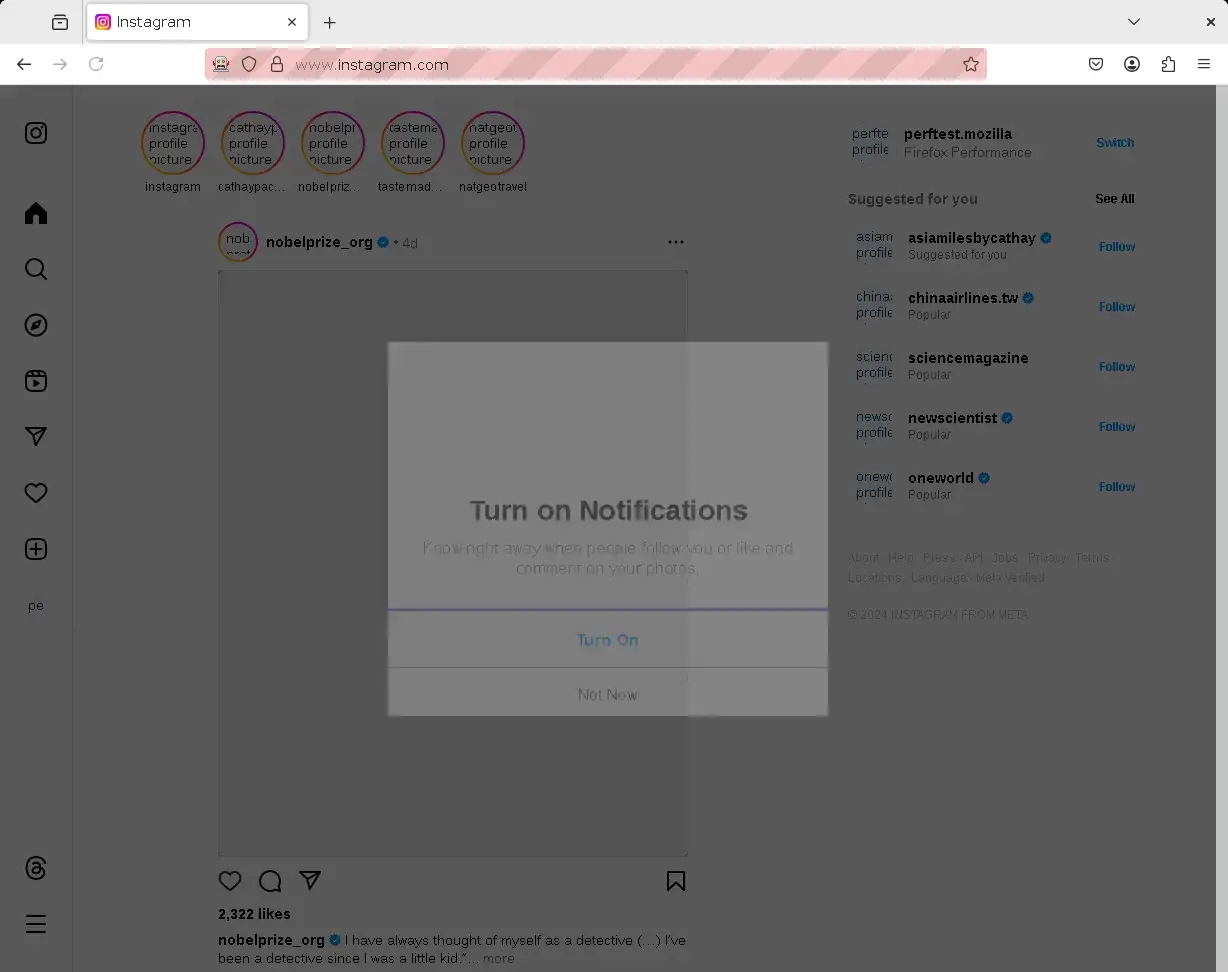 Instagram
www.instagram.com
instagra
profile
picture
cathayp
profile
picture
nobelpr
profile
picture
tastema
profile
picture
natgeot
profile
picture
instagram
cathaypac...
nobelpriz...
tastemad...
natgeotravel
perfte
profile
perftest.mozilla
Firefox Performance
Switch
Suggested for you
See All
nob
nobelprize_org • 4d
asiam
profile
asiamilesbycathay
Suggested for you
Follow
china
profile
chinaairlines.tw
Popular
Follow
scienc
profile
sciencemagazine
Popular
Follow
newsc
profile
newscientist
Popular
Follow
onewo
profile
oneworld
Popular
Follow
Turn on Notifications
Know right away when people follow you or like and
comment on your photos.
Turn On
Not Now
About · Help · Press · API · Jobs · Privacy · Terms ·
Locations · Language · Meta Verified
© 2024 INSTAGRAM FROM META
pe
2,322 likes
nobelprize_org I have always thought of myself as a detective (...) I've
been a detective since I was a little kid."... more